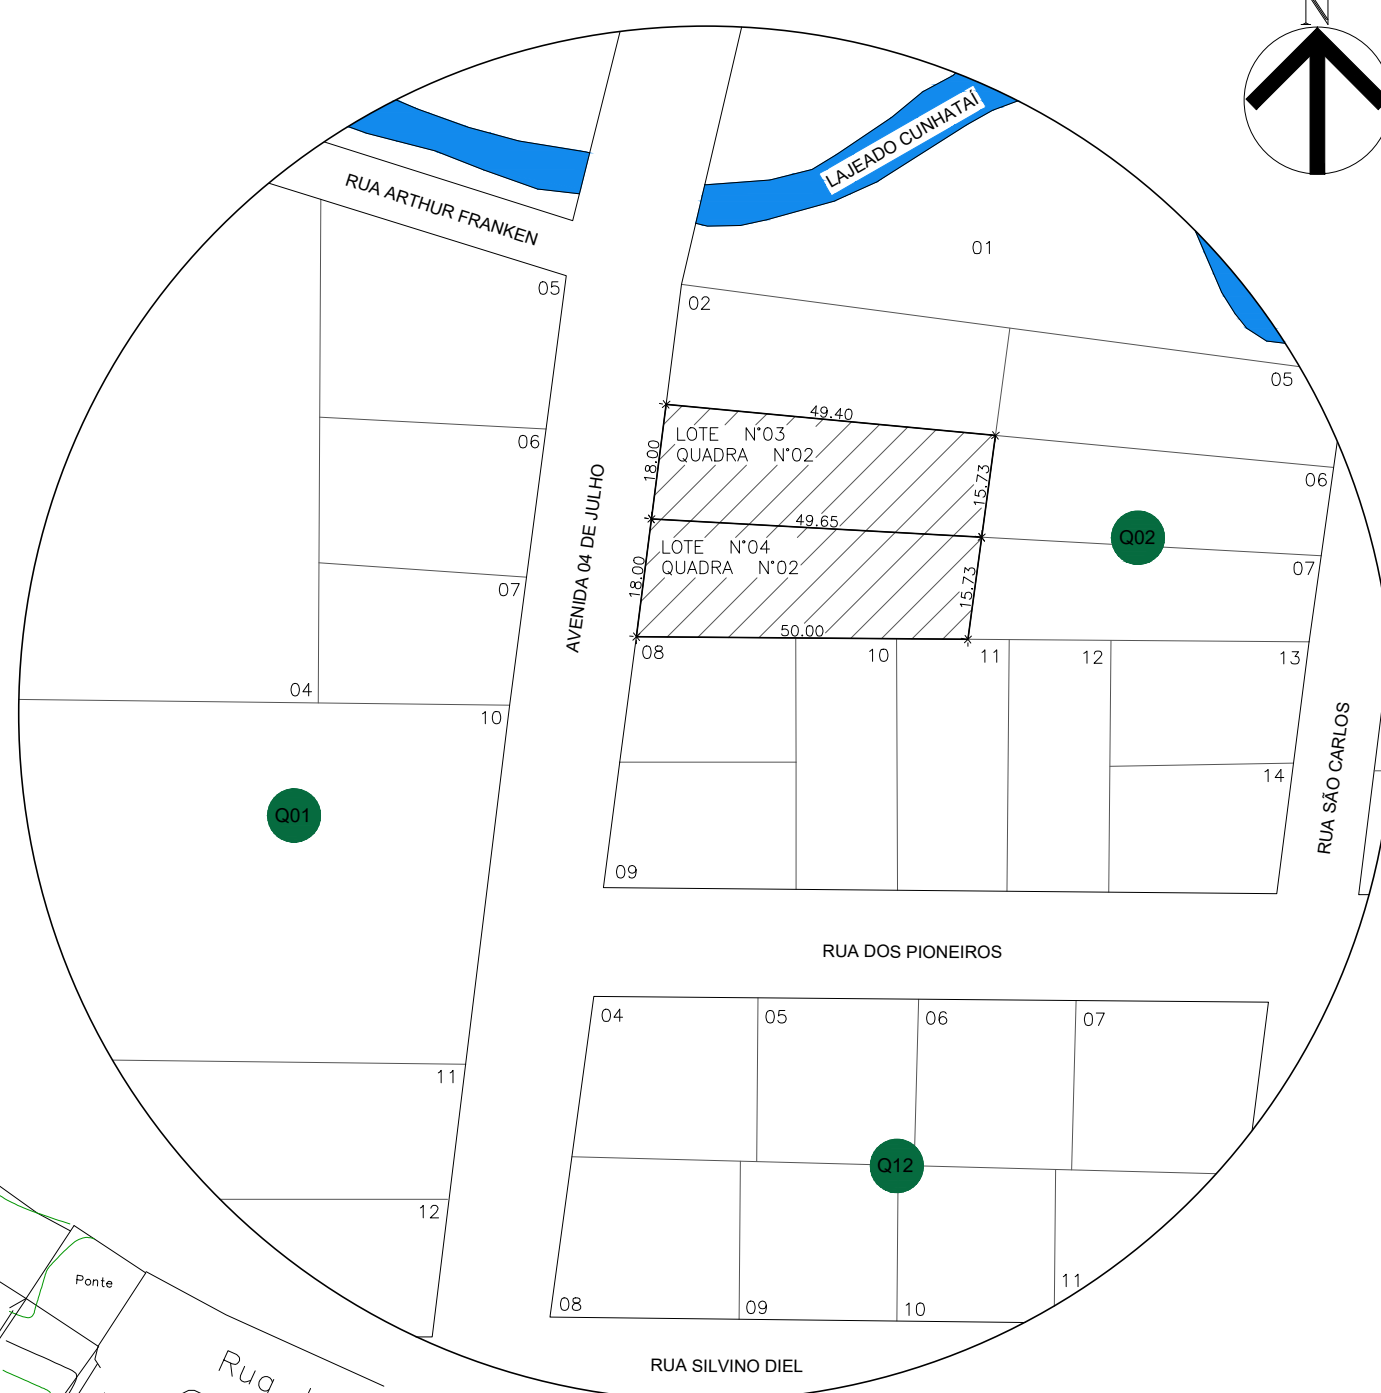 N
LAJEADO CUNHATAÍ
RUA ARTHUR FRANKEN
01
05
02
05
49.40
LOTE N°03
QUADRA N°02
18.00
15.73
06
06
AVENIDA 04 DE JULHO
49.65
Q02
LOTE N°04
QUADRA N°02
18.00
15.73
07
07
50.00
08
10
11
12
13
04
10
RUA SÃO CARLOS
14
Q01
09
RUA DOS PIONEIROS
04
05
06
07
11
Q12
12
Ponte
11
08
09
10
Rua
RUA SILVINO DIEL